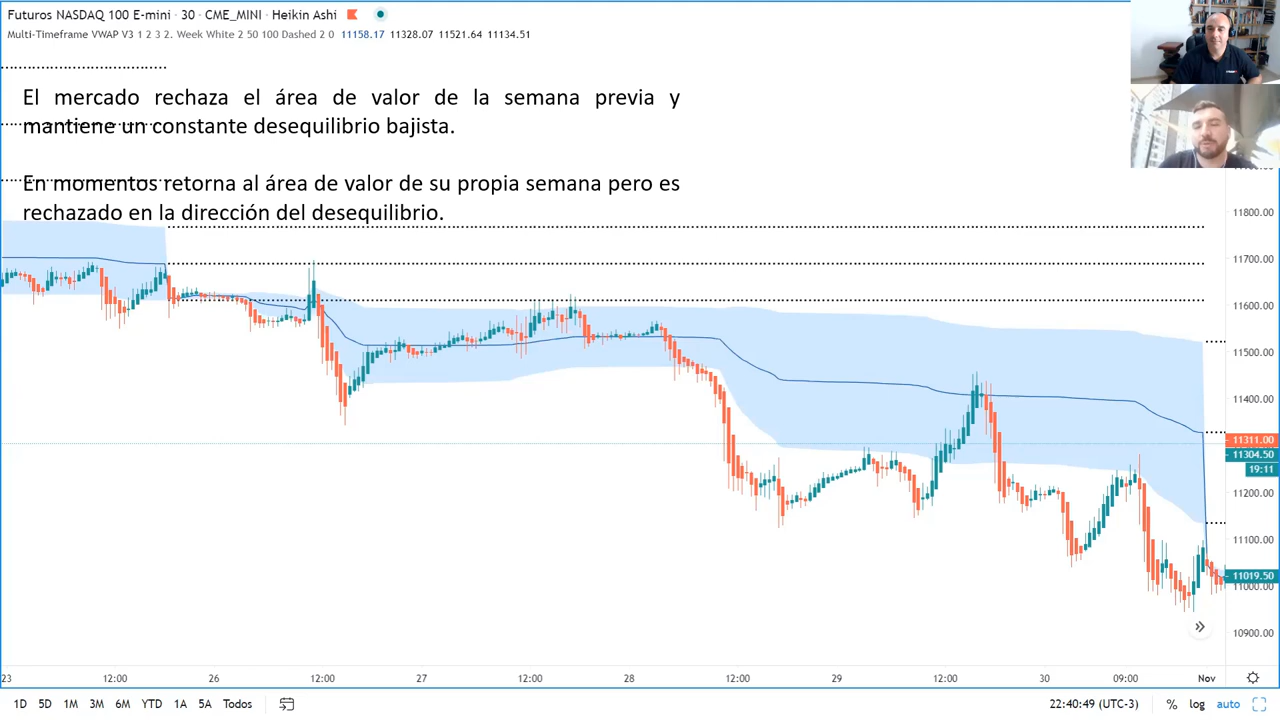 Futuros NASDAQ 100 E-mini · 30 · CME_MINI · Heikin Ashi
Multi-Timeframe VWAP V3 1 2 3 2. Week White 2 50 100 Dashed 2 0 11158.17 11328.07 11521.64 11134.51
El mercado rechaza el área de valor de la semana previa y
mantiene un constante desequilibrio bajista.
En momentos retorna al área de valor de su propia semana pero es
rechazado en la dirección del desequilibrio.
11800.00
11700.00
11600.00
11500.00
11400.00
11311.00
11304.50
19:11
11200.00
11100.00
11019.50
11000.00
10900.00
23 12:00 26 12:00 27 12:00 28 12:00 29 12:00 30 09:00 Nov
1D 5D 1M 3M 6M YTD 1A 5A Todos 22:40:49 (UTC-3) % log auto